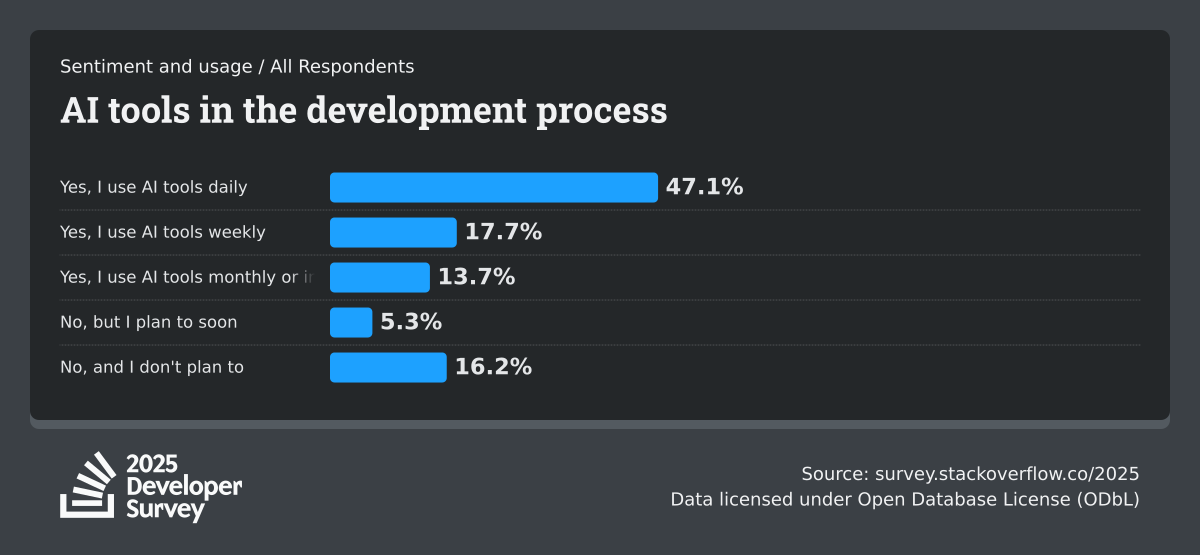 Sentiment and usage / All Respondents
AI tools in the development process
Yes, I use AI tools daily
47.1%
Yes, I use AI tools weekly
17.7%
Yes, I use AI tools monthly or
13.7%
No, but I plan to soon
5.3%
No, and I don't plan to
16.2%
2025
Developer
Survey
Source: survey.stackoverflow.co/2025
Data licensed under Open Database License (ODbL)